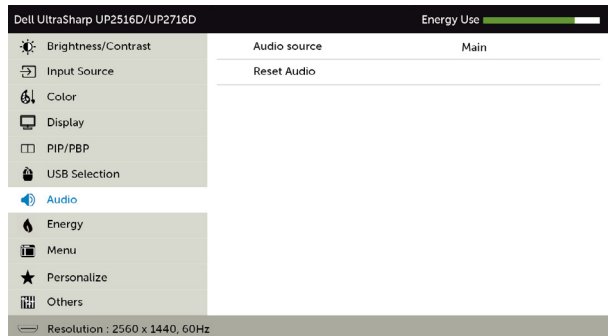 Dell UltraSharp UP2516D/UP2716D Energy Use
Brightness/Contrast
Input Source
Color
Display
PIP/PBP
USB Selection
Audio
Energy
Menu
Personalize
Others
Audio source Main
Reset Audio
Resolution : 2560 x 1440, 60Hz